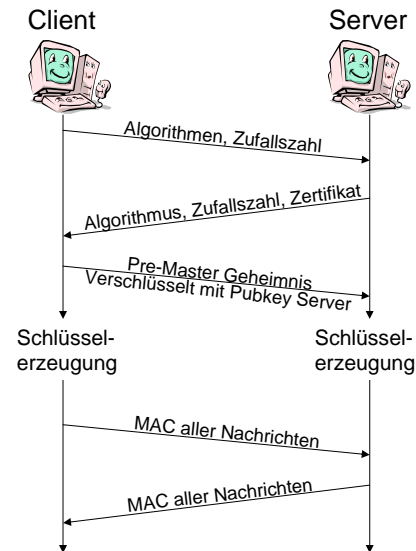 Client
Server
Algorithmen, Zufallszahl
Algorithmus, Zufallszahl, Zertifikat
Pre-Master Geheimnis
Verschlüsselt mit Pubkey Server
Schlüssel-
erzeugung
Schlüssel-
erzeugung
MAC aller Nachrichten
MAC aller Nachrichten